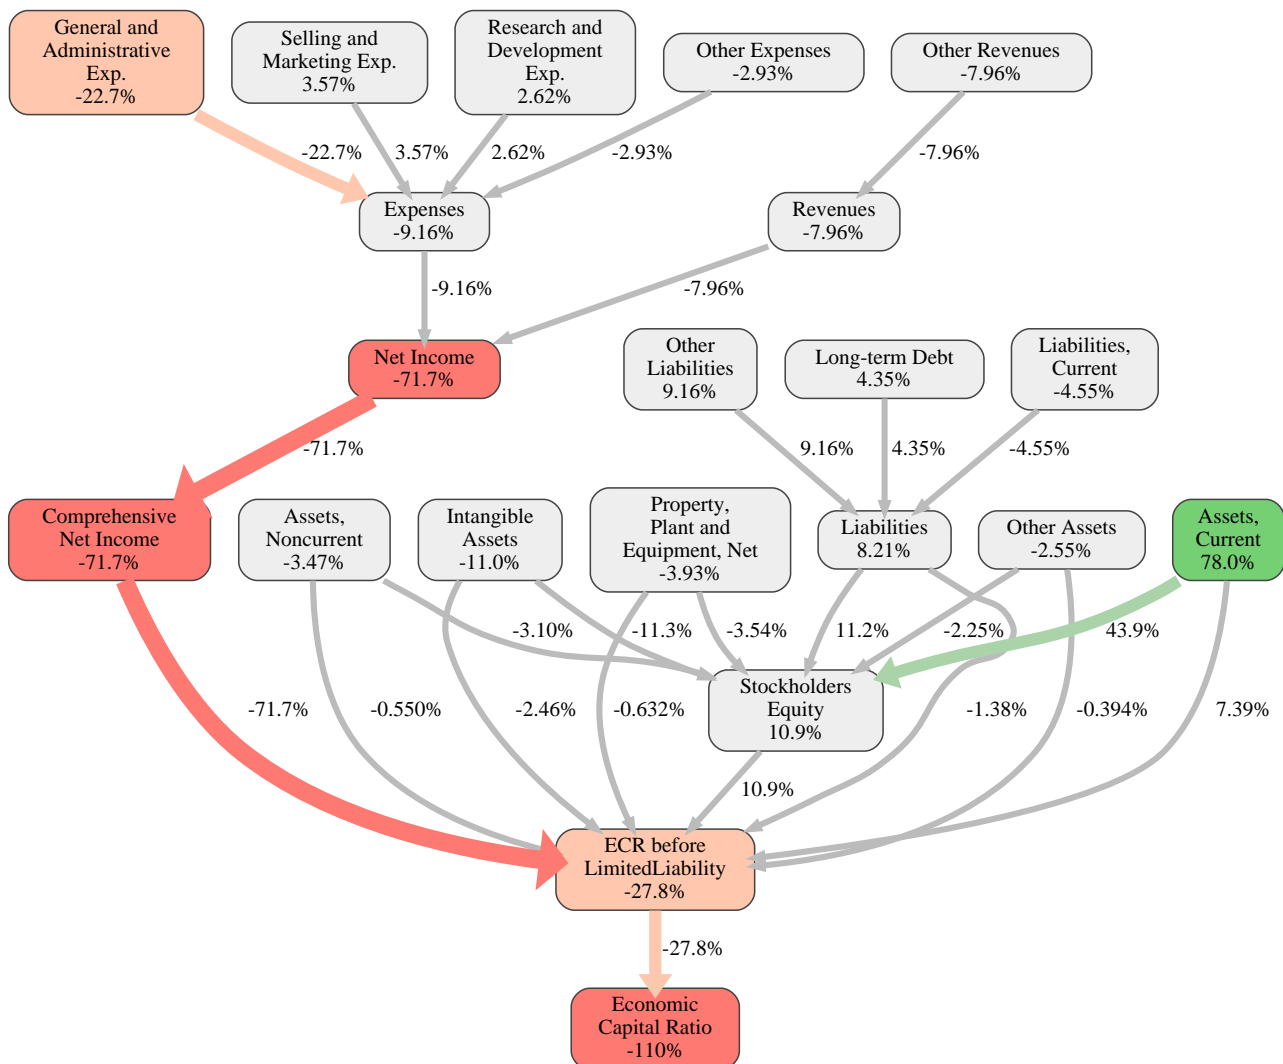 General and
Administrative
Exp.
-22.7%
Selling and
Marketing Exp.
3.57%
Research and
Development
Exp.
2.62%
Other Expenses
-2.93%
Other Revenues
-7.96%
-22.7%
3.57%
2.62%
-2.93%
-7.96%
Expenses
-9.16%
Revenues
-7.96%
-9.16%
-7.96%
Net Income
-71.7%
Other
Liabilities
9.16%
Long-term Debt
4.35%
Liabilities,
Current
-4.55%
-71.7%
9.16%
4.35%
-4.55%
Comprehensive
Net Income
-71.7%
Assets,
Noncurrent
-3.47%
Intangible
Assets
-11.0%
Property,
Plant and
Equipment, Net
-3.93%
Liabilities
8.21%
Other Assets
-2.55%
Assets,
Current
78.0%
-3.10%
-11.3%
-3.54%
11.2%
-2.25%
43.9%
Stockholders
Equity
10.9%
-71.7%
-0.550%
-2.46%
-0.632%
-1.38%
-0.394%
7.39%
10.9%
ECR before
LimitedLiability
-27.8%
-27.8%
Economic
Capital Ratio
-110%